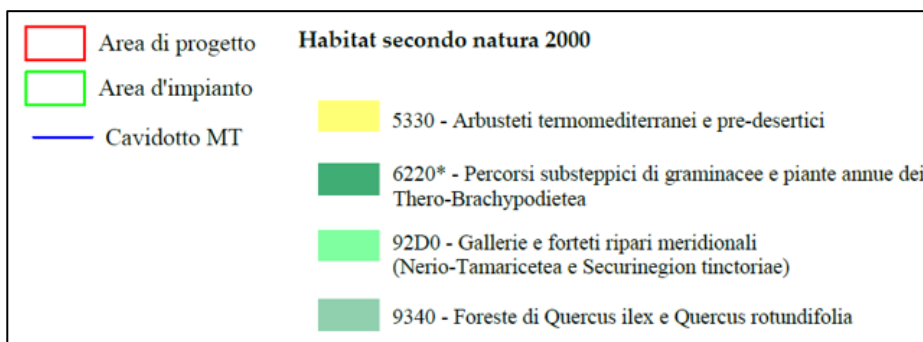 Area di progetto
Area d'impianto
Cavidotto MT
Habitat secondo natura 2000
5330 - Arbusteti termomediterranei e pre-desertici
6220* - Percorsi substeppici di graminacee e piante annue dei
Thero-Brachypodietea
92D0 - Gallerie e forteti ripari meridionali
(Nerio-Tamaricetea e Securinegion tinctoriae)
9340 - Foreste di Quercus ilex e Quercus rotundifolia